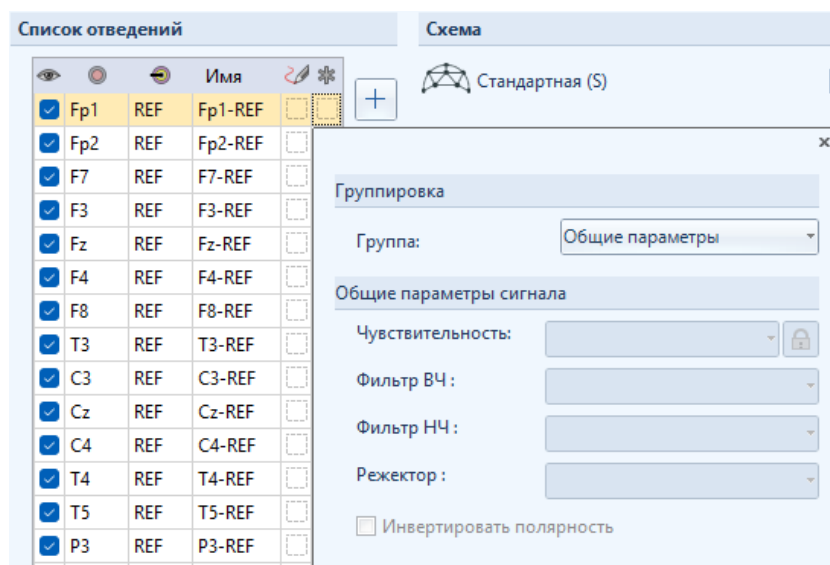 Список отведений
Схема
Имя
Стандартная (S)
Fp1 REF Fp1-REF
Fp2 REF Fp2-REF
F7 REF F7-REF
F3 REF F3-REF
Fz REF Fz-REF
F4 REF F4-REF
F8 REF F8-REF
T3 REF T3-REF
C3 REF C3-REF
Cz REF Cz-REF
C4 REF C4-REF
T4 REF T4-REF
T5 REF T5-REF
P3 REF P3-REF
Группировка
Группа: Общие параметры
Общие параметры сигнала
Чувствительность:
Фильтр ВЧ :
Фильтр НЧ :
Режектор :
Инвертировать полярность